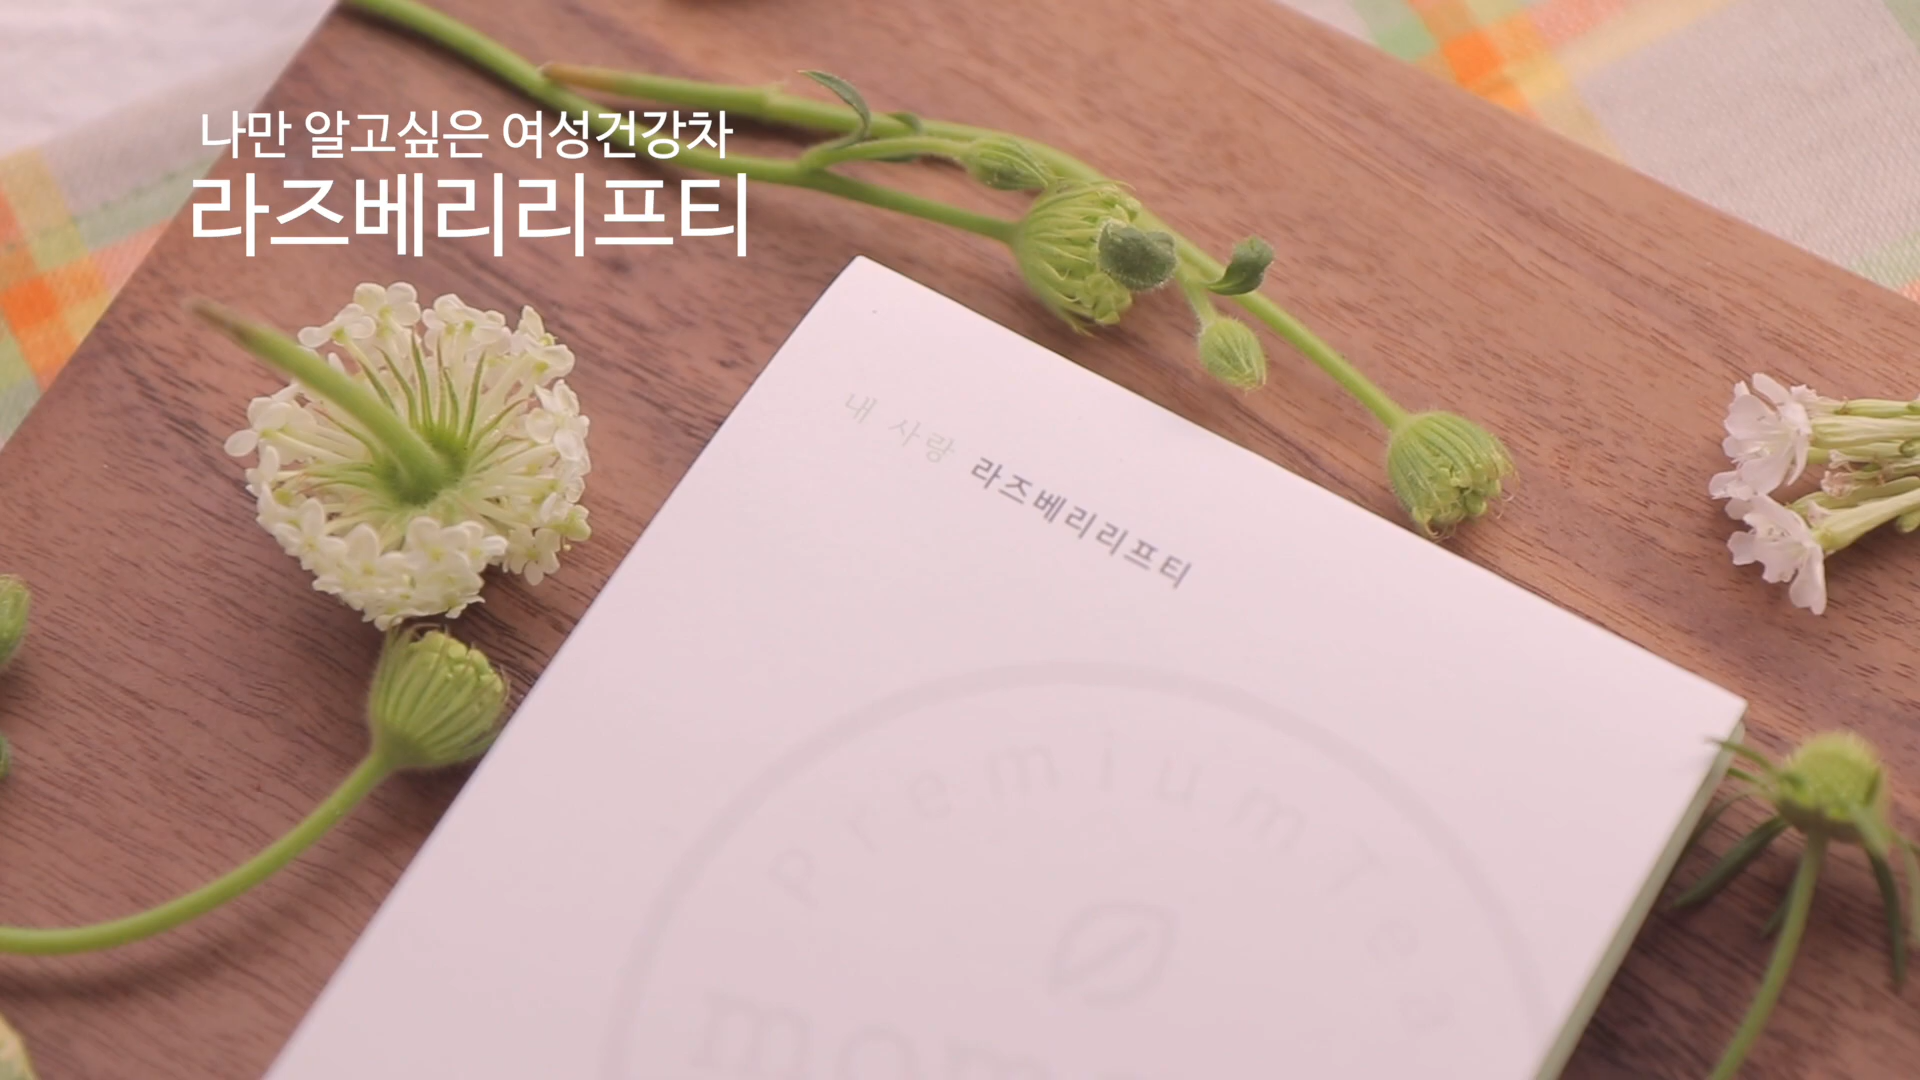 나만 알고싶은 여성건강차
라즈베리리프티
내 사랑 라즈베리리프티
PremiumTea
mom